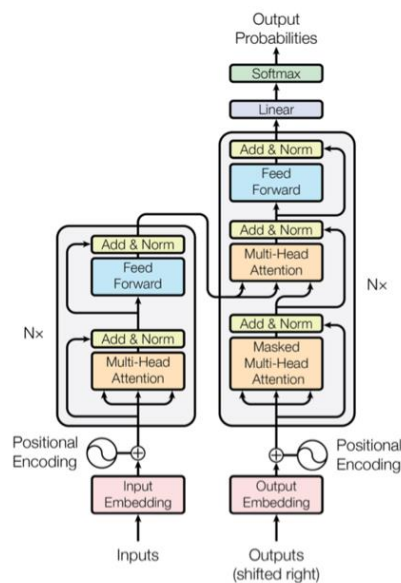 Output
Probabilities
Softmax
Linear
Add & Norm
Feed
Forward
Add & Norm
Multi-Head
Attention
Add & Norm
Masked
Multi-Head
Attention
N×
Positional
Encoding
Output
Embedding
Outputs
(shifted right)
Add & Norm
Feed
Forward
Add & Norm
Multi-Head
Attention
N×
Positional
Encoding
Input
Embedding
Inputs